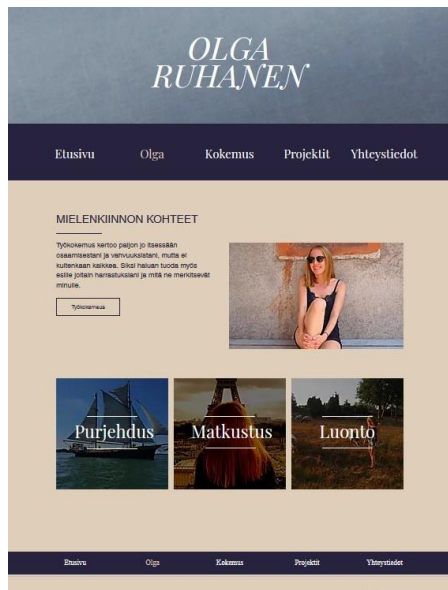 OLGA
RUHANEN
Etusivu Olga Kokemus Projektit Yhteystiedot
MIELENKIINNON KOHTEET
Työkokemus kertoo paljon jo itsessään
osaamisestani ja vahvuuksistani, mutta ei
kuitenkaan kaikkea. Siksi haluan tuoda myös
esille joitain harrastuksiani ja mitä ne merkitsevät
minulle.
Työkokemus
Purjehdus Matkustus Luonto
Etusivu Olga Kokemus Projektit Yhteystiedot